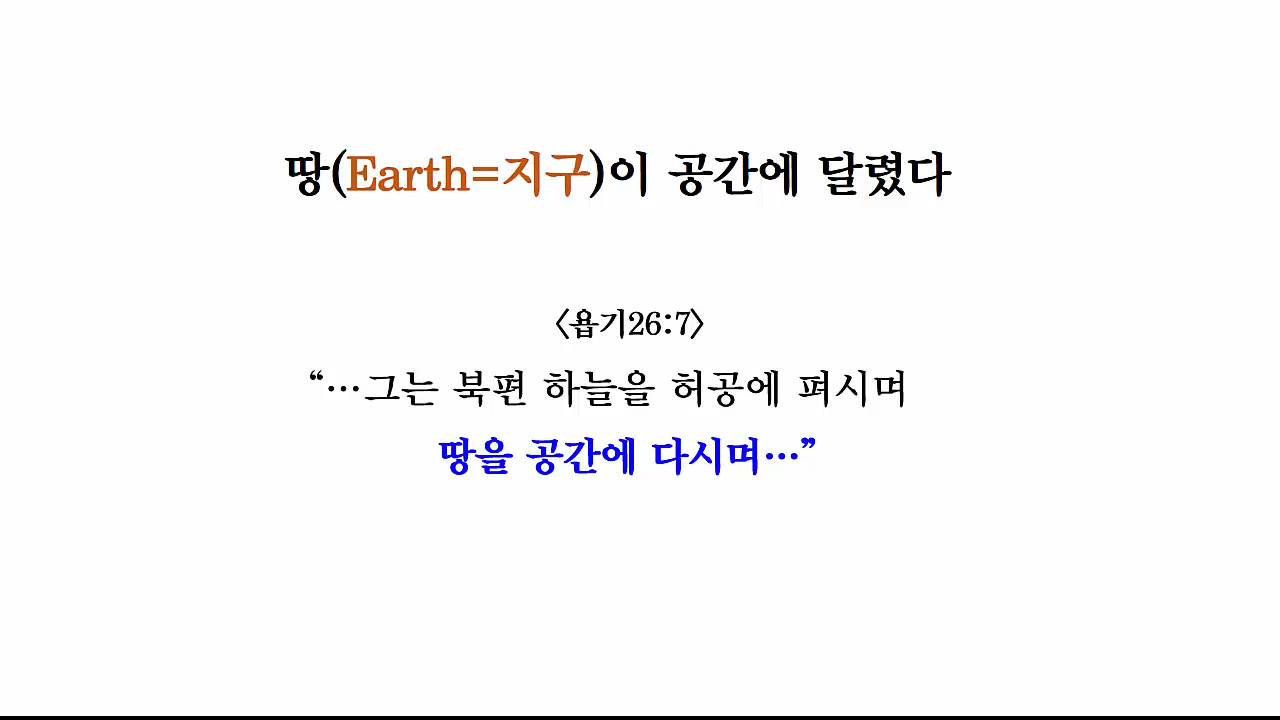 땅(Earth=지구)이 공간에 달렸다
〈욥기26:7〉
“…그는 북편 하늘을 허공에 펴시며
땅을 공간에 다시며…”